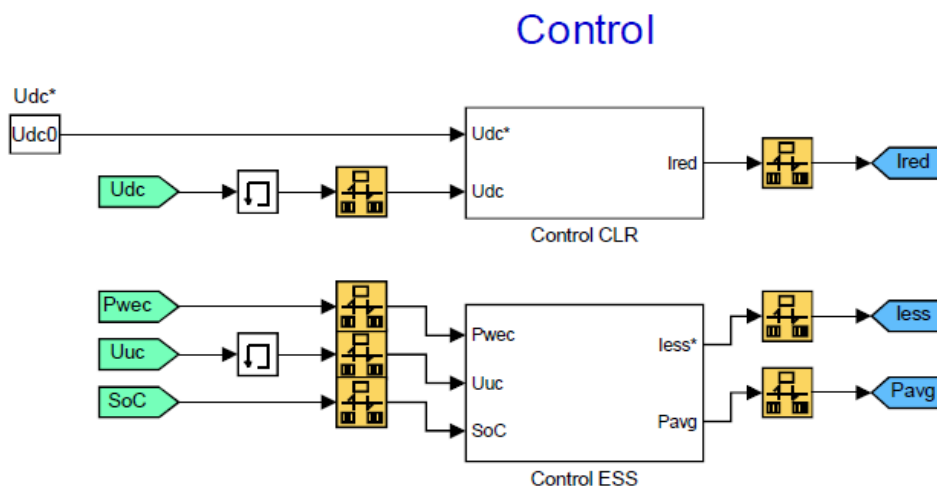 Control
Udc*
Udc0
Udc*
Ired
Ired
Udc
Udc
Control CLR
Pwec
Pwec
Iess*
Iess
Uuc
Uuc
SoC
SoC
Pavg
Pavg
Control ESS